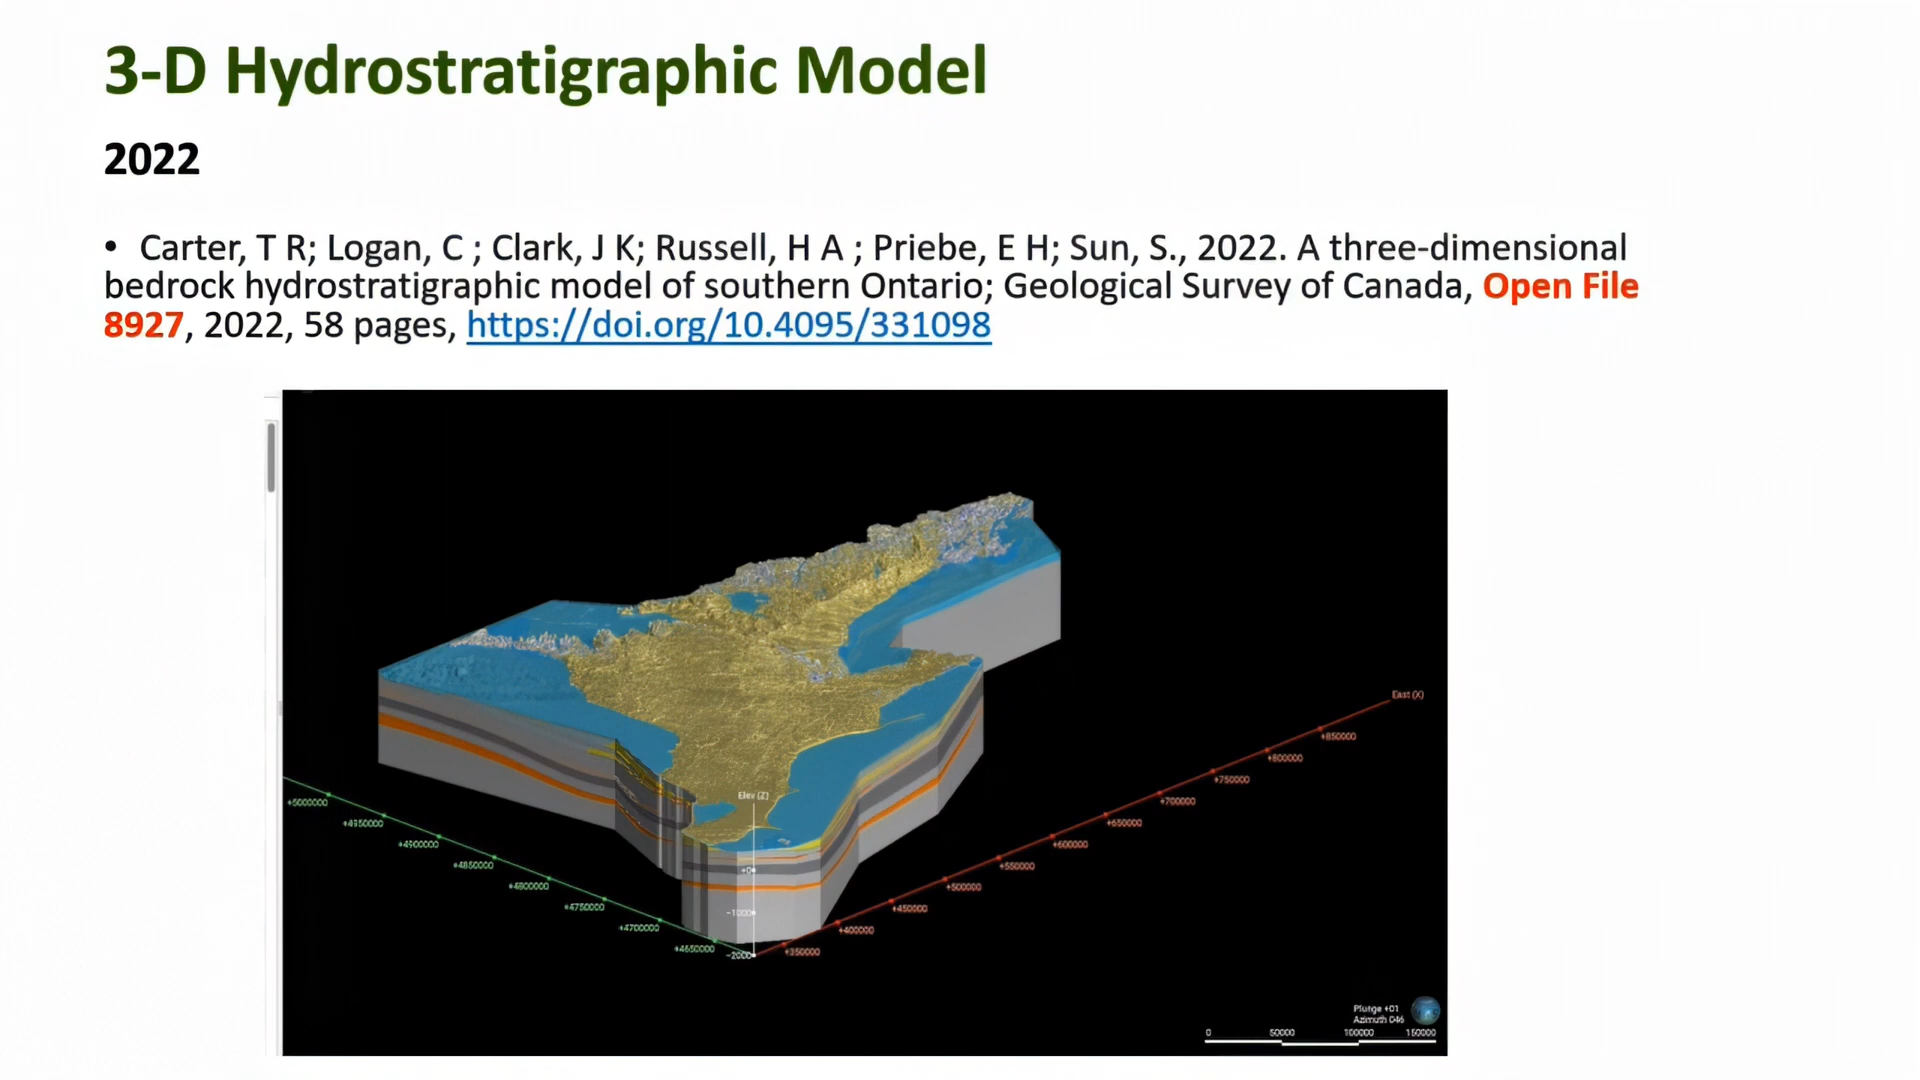 3-D Hydrostratigraphic Model
2022
• Carter, T R; Logan, C ; Clark, J K; Russell, H A ; Priebe, E H; Sun, S., 2022. A three-dimensional
bedrock hydrostratigraphic model of southern Ontario; Geological Survey of Canada, Open File
8927, 2022, 58 pages, https://doi.org/10.4095/331098
East (X)
+850000
+800000
+750000
+700000
+650000
+600000
+550000
+500000
+450000
+400000
+350000
Elev (Z)
+0
-1000
-2000
+5000000
+4950000
+4900000
+4850000
+4800000
+4750000
+4700000
+4650000
Plunge +01
Azimuth 046
0 50000 100000 150000